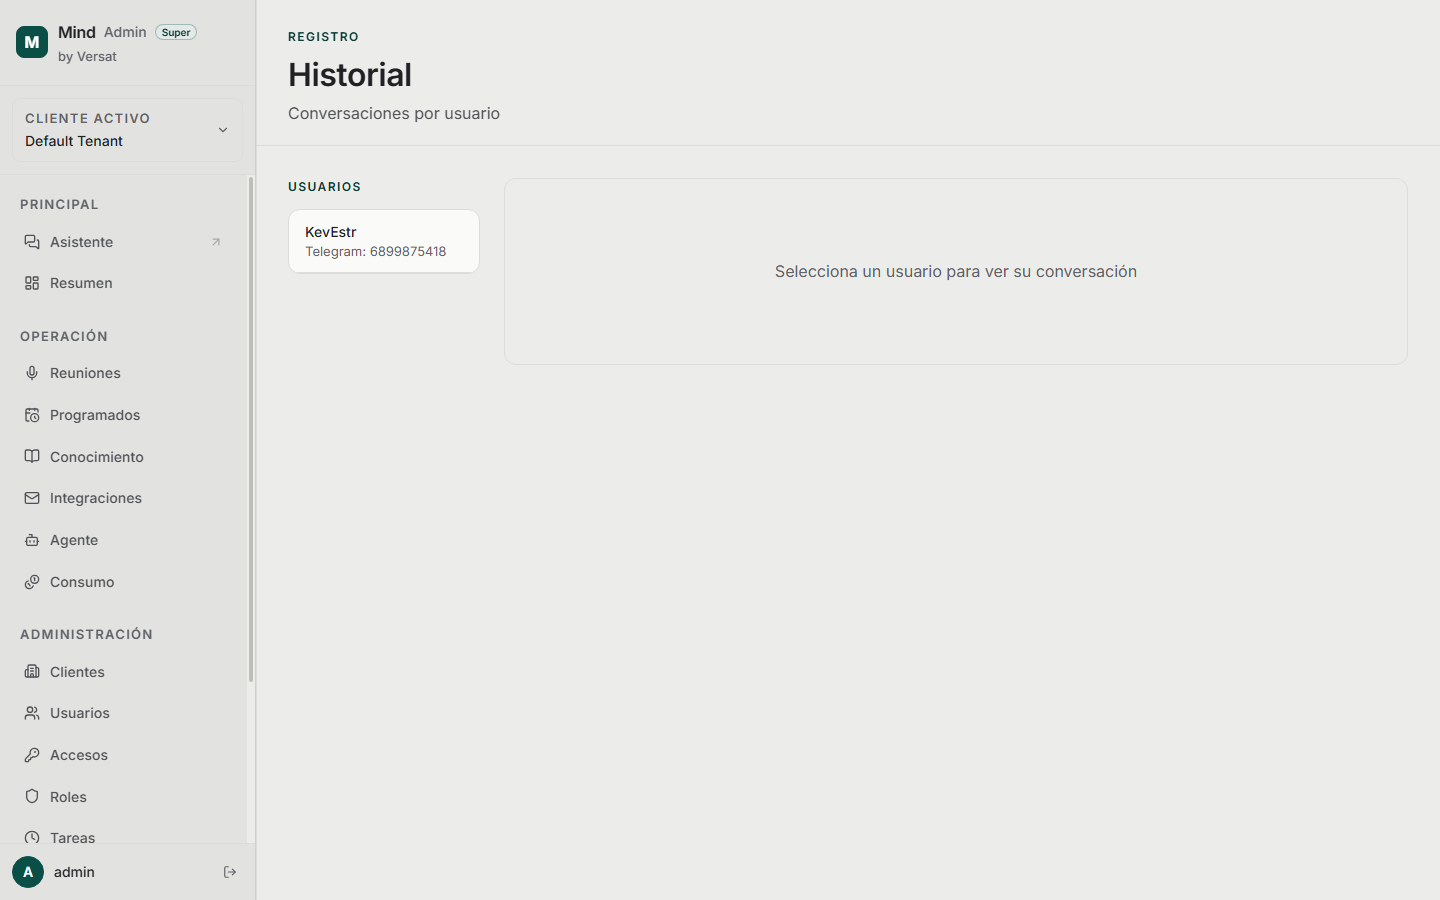 M
Mind Admin Super
by Versat
CLIENTE ACTIVO
Default Tenant
PRINCIPAL
Asistente
Resumen
OPERACIÓN
Reuniones
Programados
Conocimiento
Integraciones
Agente
Consumo
ADMINISTRACIÓN
Clientes
Usuarios
Accesos
Roles
Tareas
A
admin
REGISTRO
Historial
Conversaciones por usuario
USUARIOS
KevEstr
Telegram: 6899875418
Selecciona un usuario para ver su conversación